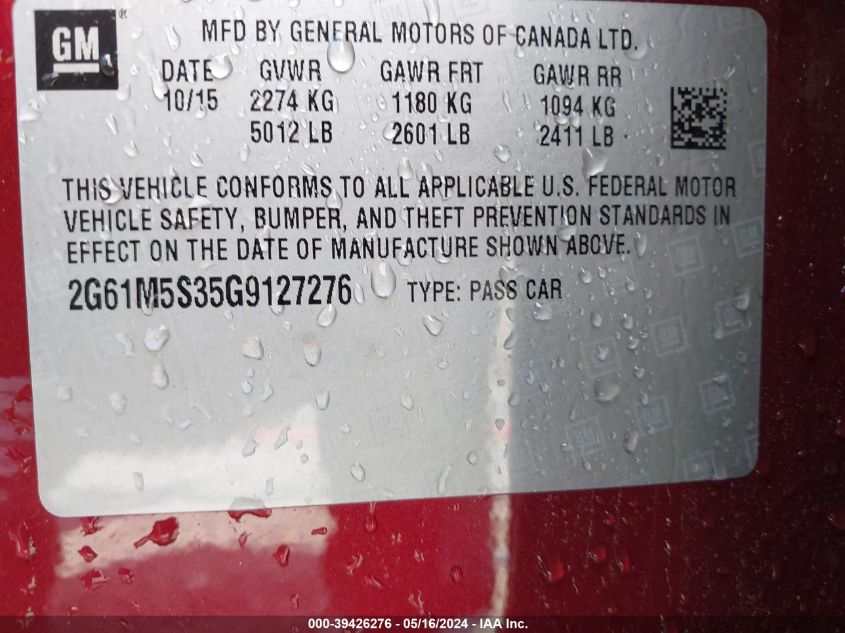 GM
MFD BY GENERAL MOTORS OF CANADA LTD.
DATE GVWR GAWR FRT GAWR RR
10/15 2274 KG 1180 KG 1094 KG
5012 LB 2601 LB 2411 LB
THIS VEHICLE CONFORMS TO ALL APPLICABLE U.S. FEDERAL MOTOR
VEHICLE SAFETY, BUMPER, AND THEFT PREVENTION STANDARDS IN
EFFECT ON THE DATE OF MANUFACTURE SHOWN ABOVE.
2G61M5S35G9127276 TYPE: PASS CAR
000-39426276 - 05/16/2024 - IAA Inc.